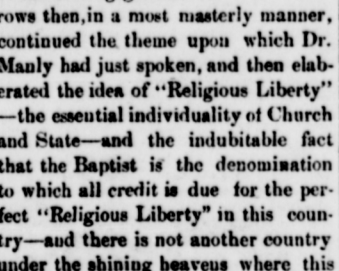 rows then,in a most masterly manner,
continued the theme upon which Dr.
Manly had just spoken, and then elab-
erated the idea of "Religious Liberty"
—the essential individuality of Church
and State—and the indubitable fact
that the Baptist is the denomination
to which all credit is due for the per-
fect "Religious Liberty" in this coun-
try—and there is not another country
under the shining heavens where this